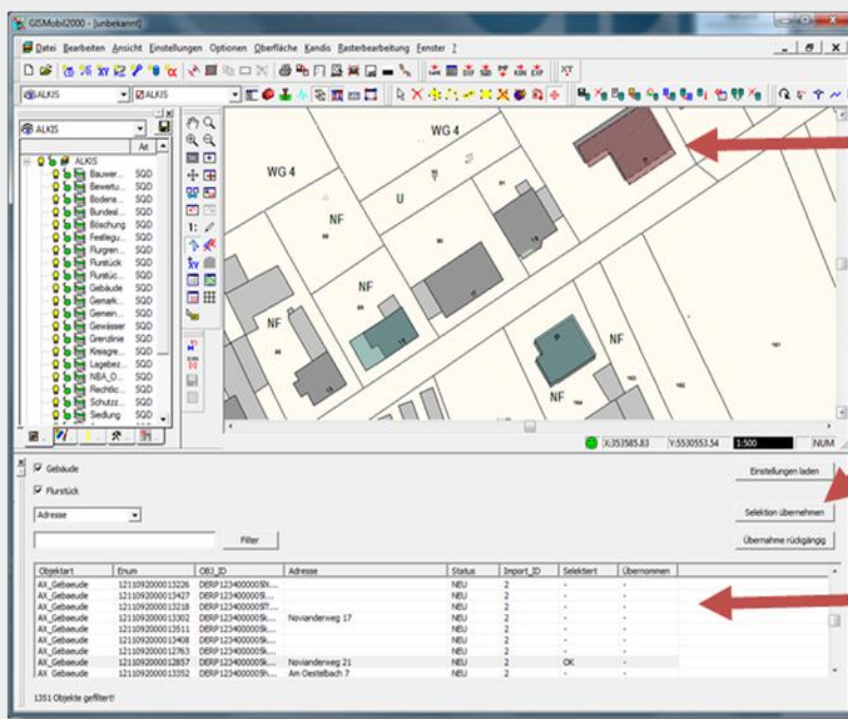 GISMobil2000 - [unbekannt]
Datei Bearbeiten Ansicht Einstellungen Optionen Oberfläche Kandis Rasterbearbeitung Fenster ?
ALKIS
ALKIS
ALKIS
Art
ALKIS
Bauwer... SQD
Bewertu... SQD
Bodens... SQD
Bundesl... SQD
Böschung SQD
Festlegu... SQD
Flurgren... SQD
Flurstück SQD
Flurstüc... SQD
Gebäude SQD
Gemark... SQD
Gemein... SQD
Gewässer SQD
Grenzlinie SQD
Kreisgre... SQD
Lagebez... SQD
NBA_O... SQD
Rechtlic... SQD
Schutzz... SQD
Siedlung SQD
WG 4
WG 4
U
NF
NF
NF
NF
NF
X:353585.83 Y:5530553.54 1:500 NUM
Gebäude
Flurstück
Adresse
Filter
Einstellungen laden
Selektion übernehmen
Übernahme rückgängig
Objektart Enum OBJ_ID Adresse Status Import_ID Selektiert Übernommen
AX_Gebaeude 1211092000013226 NEU 2 - -
AX_Gebaeude 1211092000013427 NEU 2 - -
AX_Gebaeude 1211092000013218 NEU 2 - -
AX_Gebaeude 1211092000013302 Novianderweg 17 NEU 2 - -
AX_Gebaeude 1211092000013511 NEU 2 - -
AX_Gebaeude 1211092000013408 NEU 2 - -
AX_Gebaeude 1211092000012763 NEU 2 - -
AX_Gebaeude 1211092000012857 Novianderweg 21 NEU 2 OK -
AX_Gebaeude 1211092000013352 Am Oestelbach 7 NEU 2 - -
1351 Objekte gefiltert!